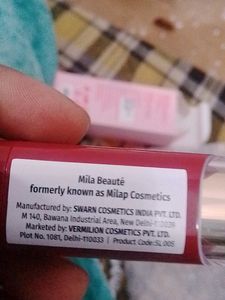 Mila Beauté
formerly known as Milap Cosmetics
Manufactured by: SWARN COSMETICS INDIA PVT. LTD.
M 140, Bawana Industrial Area, New Delhi-110039
Marketed by: VERMILION COSMETICS PVT. LTD.
Plot No. 1081, Delhi-110033 | Product Code:SL005